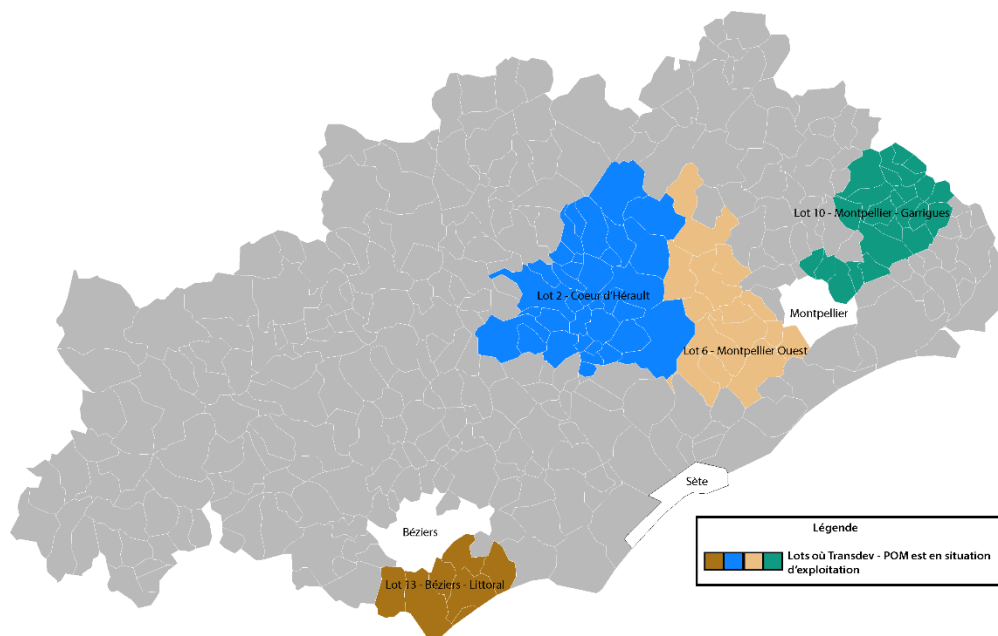 Lot 10 - Montpellier - Garrigues
Lot 2 - Coeur d'Hérault
Montpellier
Lot 6 - Montpellier Ouest
Sète
Béziers
Lot 13 - Béziers - Littoral
Légende
Lots où Transdev - POM est en situation
d'exploitation